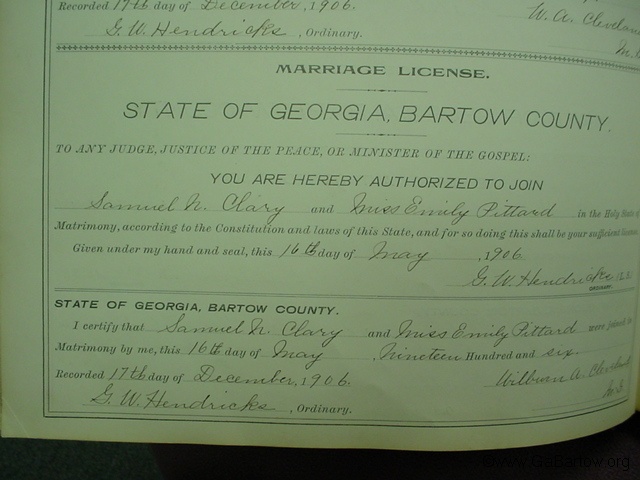 Recorded 17th day of December, 1906.
W. A. Clevelan
G. W. Hendricks, Ordinary.
M. G.
MARRIAGE LICENSE.
STATE OF GEORGIA, BARTOW COUNTY.
TO ANY JUDGE, JUSTICE OF THE PEACE, OR MINISTER OF THE GOSPEL:
YOU ARE HEREBY AUTHORIZED TO JOIN
Samuel N. Clary and Miss Emily Pittard in the Holy State of
Matrimony, according to the Constitution and laws of this State, and for so doing this shall be your sufficient license.
Given under my hand and seal, this 16th day of May, 1906
G. W. Hendricks
ORDINARY.
STATE OF GEORGIA, BARTOW COUNTY.
I certify that Samuel N. Clary and Miss Emily Pittard were joined in
Matrimony by me, this 16th day of May, Nineteen Hundred and six.
Recorded 17th day of December, 1906.
Wilburn A. Cleveland
G. W. Hendricks, Ordinary.
M. G.
www.GaBartow.org